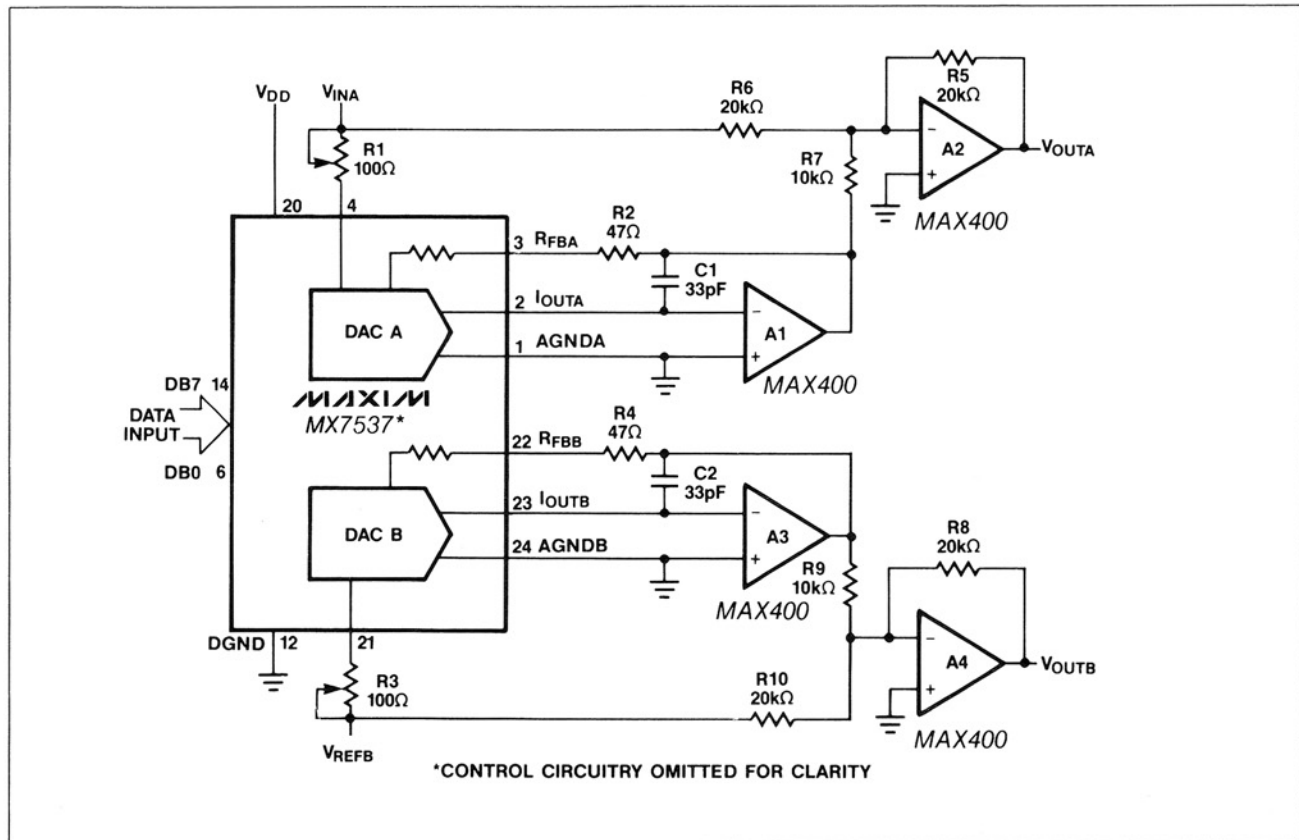 VDD
VINA
R1
100Ω
20
4
R6
20kΩ
R5
20kΩ
R7
10kΩ
−
+
A2
VOUTA
MAX400
3
RFBA
R2
47Ω
C1
33pF
2
IOUTA
1
AGNDA
−
+
A1
MAX400
DAC A
MAXIM
MX7537*
DB7 14
DATA
INPUT
DB0 6
22
RFBB
R4
47Ω
C2
33pF
23
IOUTB
24
AGNDB
−
+
A3
MAX400
DAC B
R9
10kΩ
R8
20kΩ
−
+
A4
VOUTB
MAX400
DGND
12
21
R3
100Ω
R10
20kΩ
VREFB
*CONTROL CIRCUITRY OMITTED FOR CLARITY